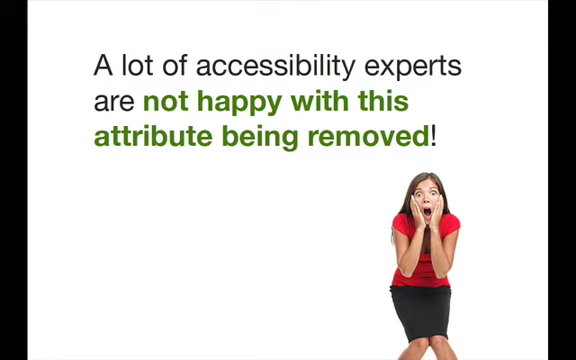 A lot of accessibility experts
are not happy with this
attribute being removed!